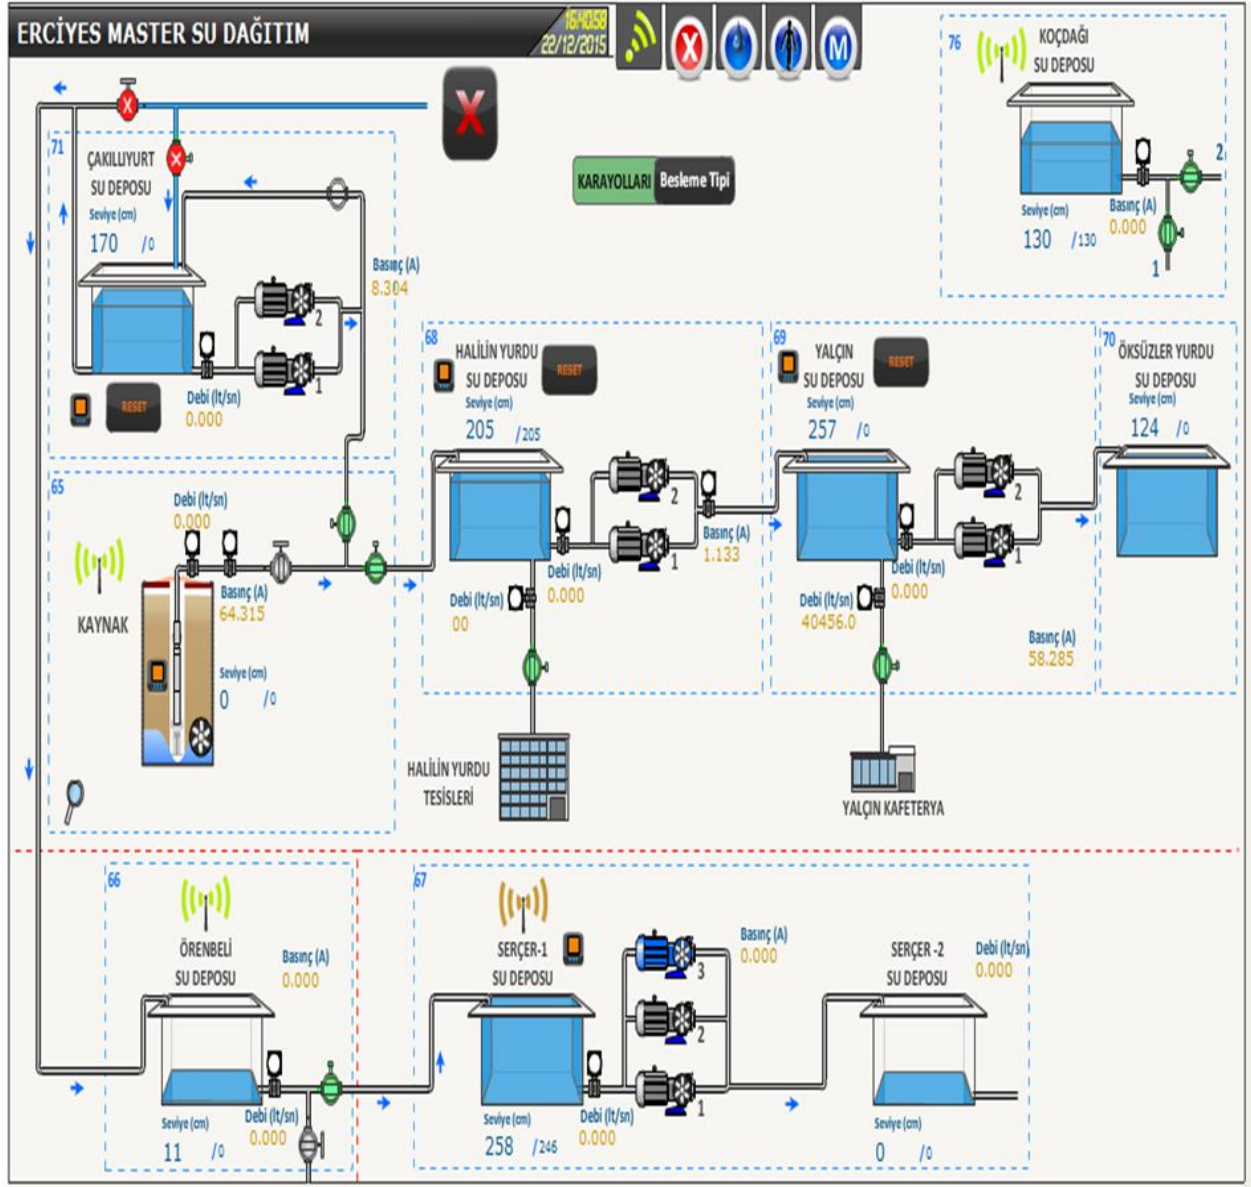 ERCİYES MASTER SU DAĞITIM
16:40:58
22/12/2015
X
M
76
KOÇDAĞI
SU DEPOSU
Seviye (cm)
130 /130
Basınç (A)
0.000
2
1
X
KARAYOLLARI Besleme Tipi
71
ÇAKILLIYURT
SU DEPOSU
Seviye (cm)
170 /0
Basınç (A)
8.304
2
1
RESET
Debi (lt/sn)
0.000
68
HALİLİN YURDU
SU DEPOSU
RESET
Seviye (cm)
205 /205
2
1
Basınç (A)
1.133
Debi (lt/sn)
0.000
Debi (lt/sn)
00
HALİLİN YURDU
TESİSLERİ
69
YALÇIN
SU DEPOSU
RESET
Seviye (cm)
257 /0
2
1
Debi (lt/sn)
0.000
Debi (lt/sn)
40456.0
Basınç (A)
58.285
YALÇIN KAFETERYA
70
ÖKSÜZLER YURDU
SU DEPOSU
Seviye (cm)
124 /0
65
Debi (lt/sn)
0.000
KAYNAK
Basınç (A)
64.315
Seviye (cm)
0 /0
66
ÖRENBELİ
SU DEPOSU
Basınç (A)
0.000
Seviye (cm)
11 /0
Debi (lt/sn)
0.000
67
SERÇER-1
SU DEPOSU
3
2
1
Basınç (A)
0.000
Seviye (cm)
258 /246
Debi (lt/sn)
0.000
SERÇER -2
SU DEPOSU
Debi (lt/sn)
0.000
Seviye (cm)
0 /0